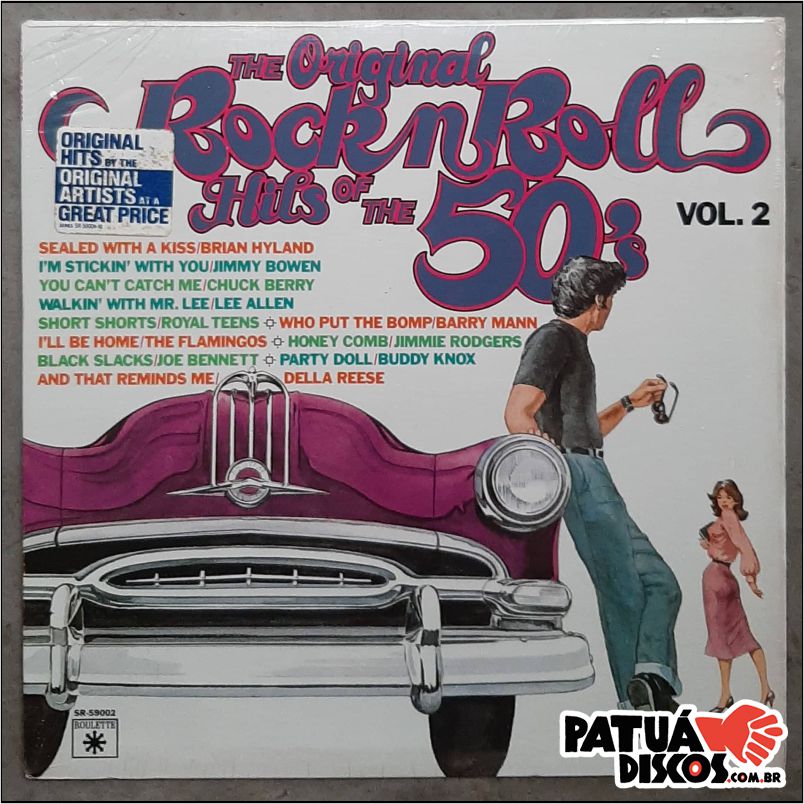 THE Original
Rock n Roll
Hits OF THE 50's
VOL. 2
ORIGINAL
HITS BY THE
ORIGINAL
ARTISTS AT A
GREAT PRICE
SEALED WITH A KISS/BRIAN HYLAND
I'M STICKIN' WITH YOU/JIMMY BOWEN
YOU CAN'T CATCH ME/CHUCK BERRY
WALKIN' WITH MR. LEE/LEE ALLEN
SHORT SHORTS/ROYAL TEENS WHO PUT THE BOMP/BARRY MANN
I'LL BE HOME/THE FLAMINGOS HONEY COMB/JIMMIE RODGERS
BLACK SLACKS/JOE BENNETT PARTY DOLL/BUDDY KNOX
AND THAT REMINDS ME/ DELLA REESE
SR-59002
ROULETTE
PATUÁ
DISCOS.COM.BR